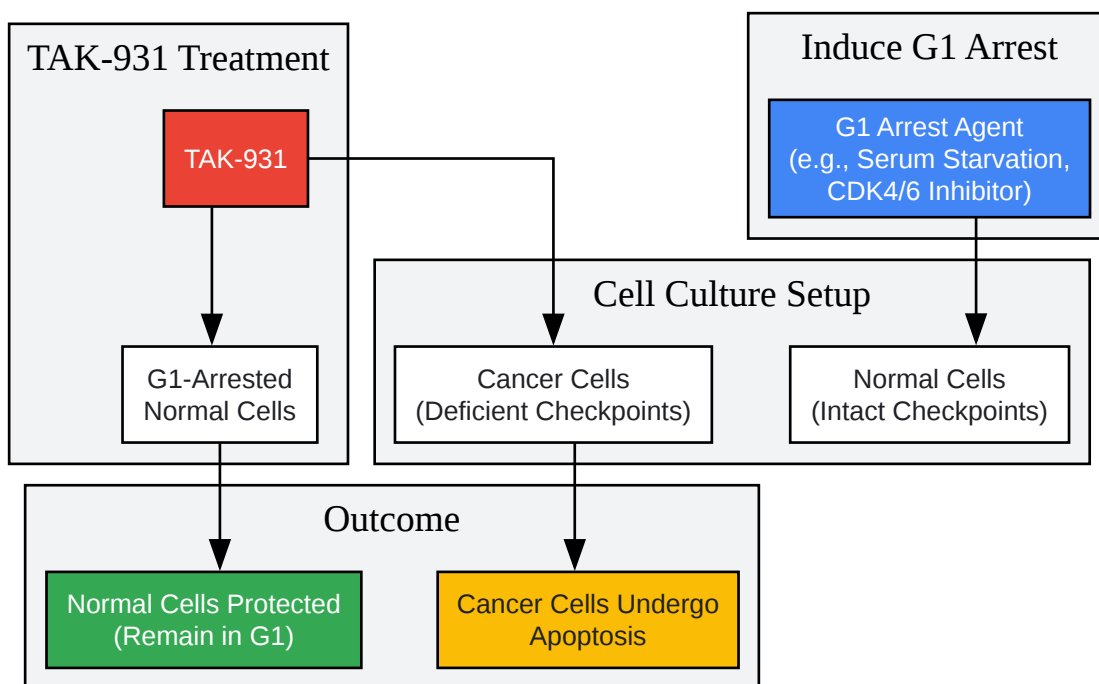 TAK-931 Treatment
TAK-931
G1-Arrested
Normal Cells
Induce G1 Arrest
G1 Arrest Agent
(e.g., Serum Starvation,
CDK4/6 Inhibitor)
Cell Culture Setup
Cancer Cells
(Deficient Checkpoints)
Normal Cells
(Intact Checkpoints)
Outcome
Normal Cells Protected
(Remain in G1)
Cancer Cells Undergo
Apoptosis